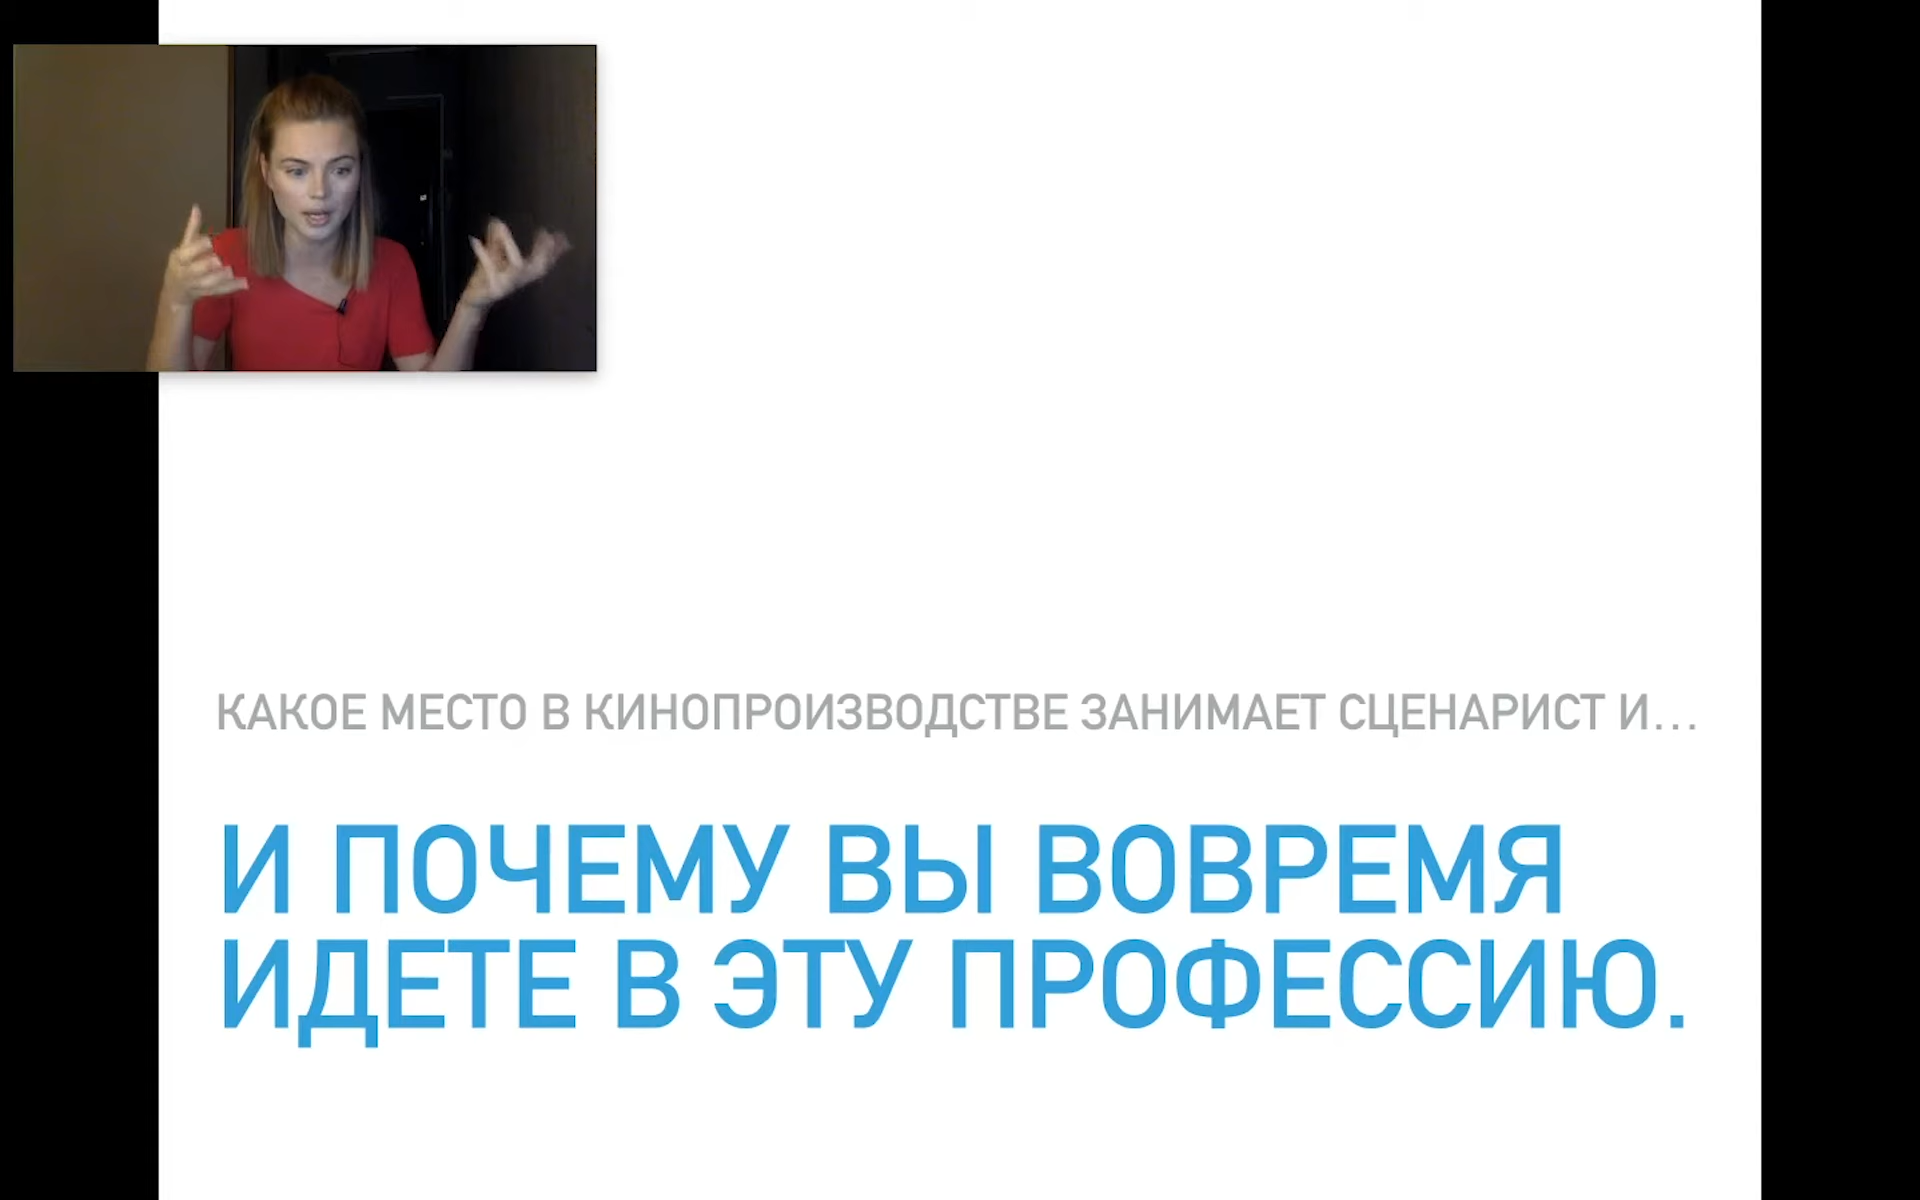 КАКОЕ МЕСТО В КИНОПРОИЗВОДСТВЕ ЗАНИМАЕТ СЦЕНАРИСТ И...
И ПОЧЕМУ ВЫ ВОВРЕМЯ
ИДЕТЕ В ЭТУ ПРОФЕССИЮ.